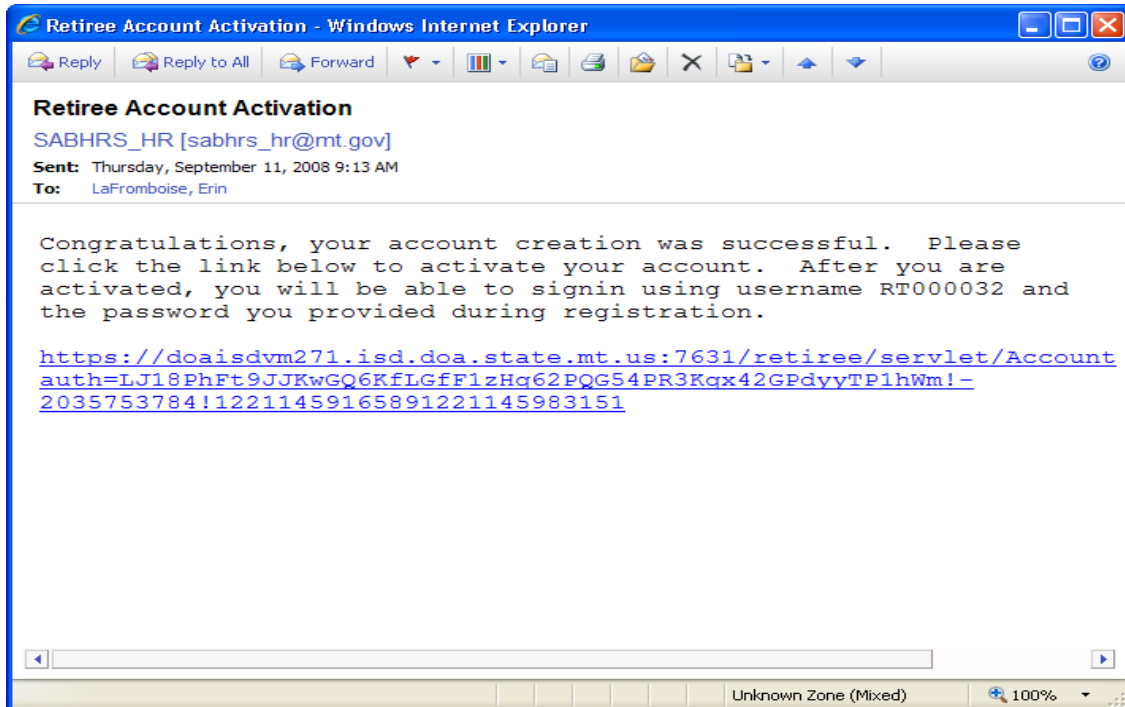 Retiree Account Activation - Windows Internet Explorer
Reply Reply to All Forward
Retiree Account Activation
SABHRS_HR [sabhrs_hr@mt.gov]
Sent: Thursday, September 11, 2008 9:13 AM
To: LaFromboise, Erin
Congratulations, your account creation was successful. Please
click the link below to activate your account. After you are
activated, you will be able to signin using username RT000032 and
the password you provided during registration.
https://doaisdvm271.isd.doa.state.mt.us:7631/retiree/servlet/Account
auth=LJ18PhFt9JJKwGQ6KfLGfF1zHq62PQG54PR3Kqx42GPdyyTP1hWm!-
2035753784!1221145916589​1221145983151
Unknown Zone (Mixed) 100%